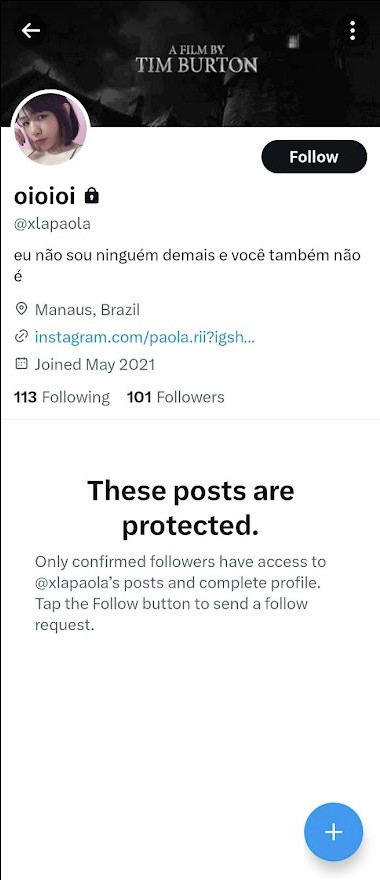 A FILM BY
TIM BURTON
Follow
oioioi
@xlapaola
eu não sou ninguém demais e você também não
é
Manaus, Brazil
instagram.com/paola.rii?igsh...
Joined May 2021
113 Following 101 Followers
These posts are
protected.
Only confirmed followers have access to
@xlapaola’s posts and complete profile.
Tap the Follow button to send a follow
request.